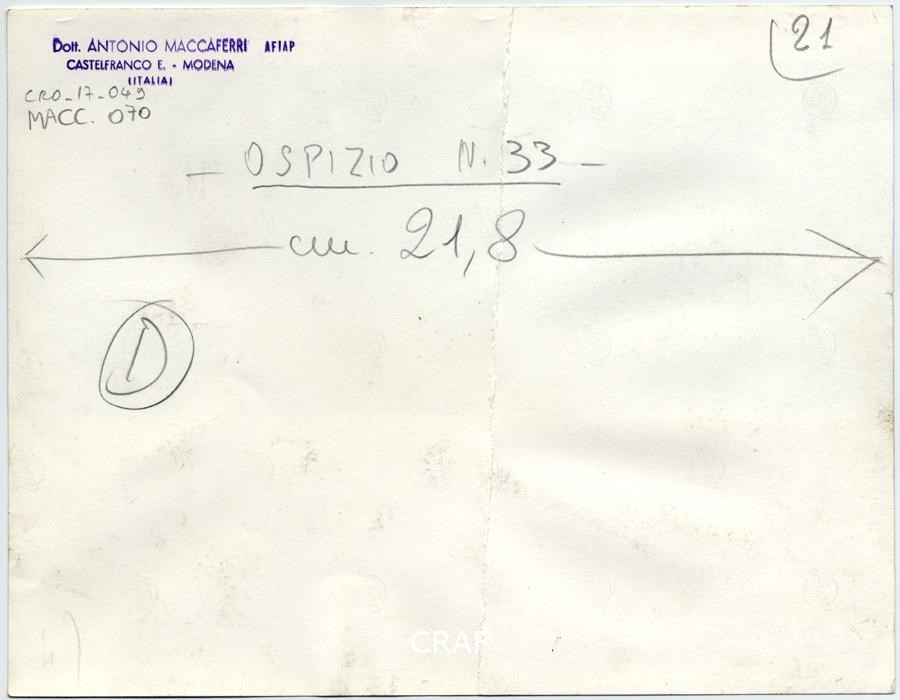 Dott. ANTONIO MACCAFERRI AFIAP
CASTELFRANCO E. - MODENA
(ITALIA)
21
CRO_17_049
MACC. 070
— OSPIZIO N. 33 —
cm. 21,8
D
CRAF